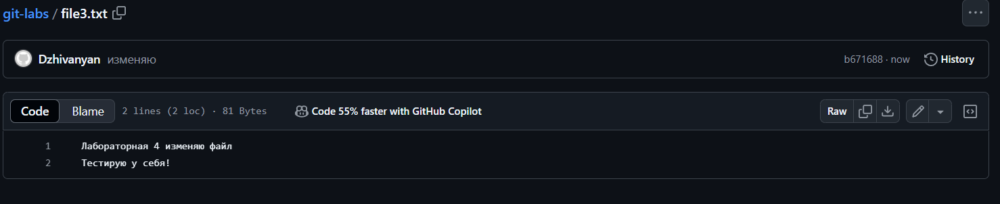 git-labs / file3.txt
Dzhivanyan изменяю
b671688 · now History
Code Blame 2 lines (2 loc) · 81 Bytes Code 55% faster with GitHub Copilot Raw
1 Лабораторная 4 изменяю файл
2 Тестирую у себя!